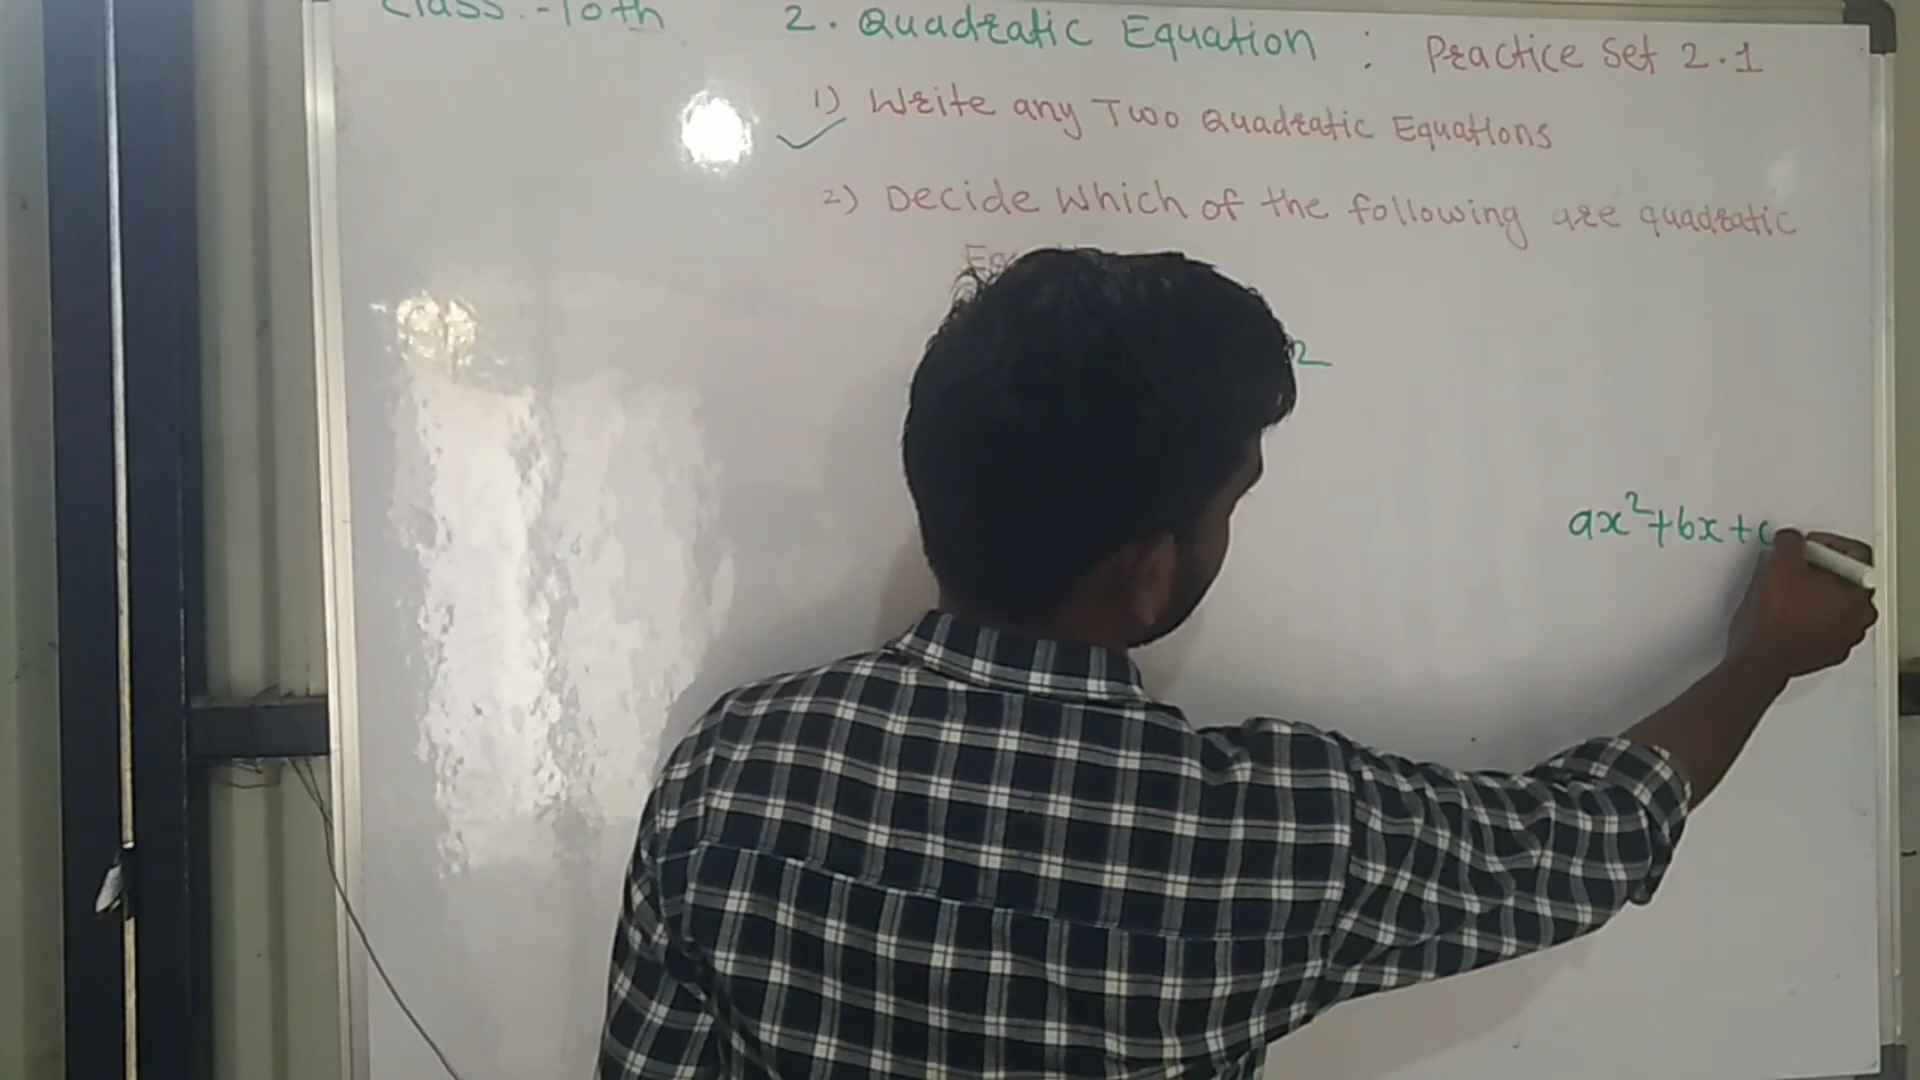 Class :- 10th 2. Quadratic Equation : Practice Set 2.1
1) Write any Two Quadratic Equations
2) Decide Which of the following are quadratic
2
ax²+bx+c